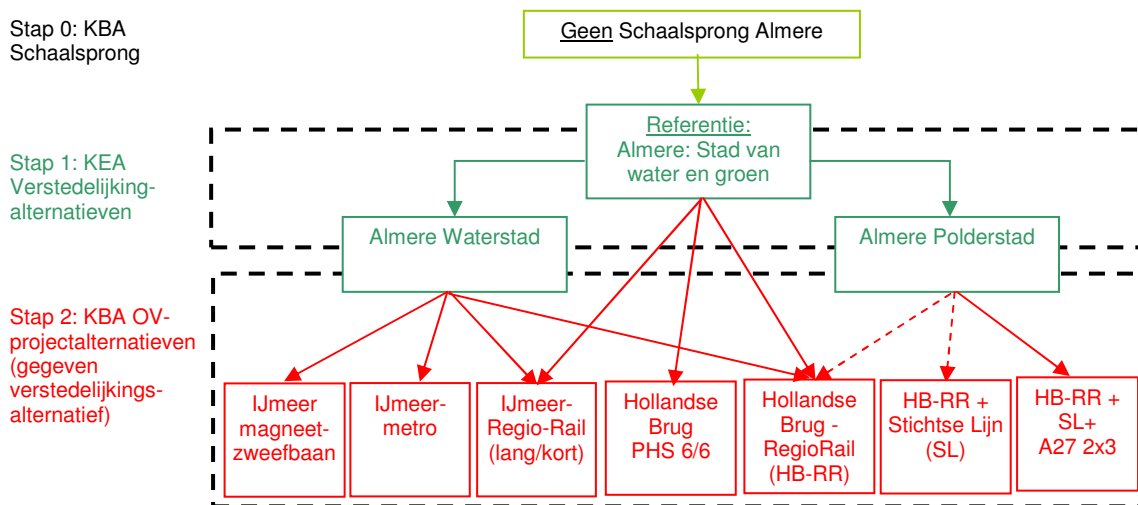 Stap 0: KBA
Schaalsprong
Geen Schaalsprong Almere
Stap 1: KEA
Verstedelijking-
alternatieven
Referentie:
Almere: Stad van
water en groen
Almere Waterstad
Almere Polderstad
Stap 2: KBA OV-
projectalternatieven
(gegeven
verstedelijkings-
alternatief)
IJmeer
magneet-
zweefbaan
IJmeer-
metro
IJmeer-
Regio-Rail
(lang/kort)
Hollandse
Brug
PHS 6/6
Hollandse
Brug -
RegioRail
(HB-RR)
HB-RR +
Stichtse Lijn
(SL)
HB-RR +
SL+
A27 2x3